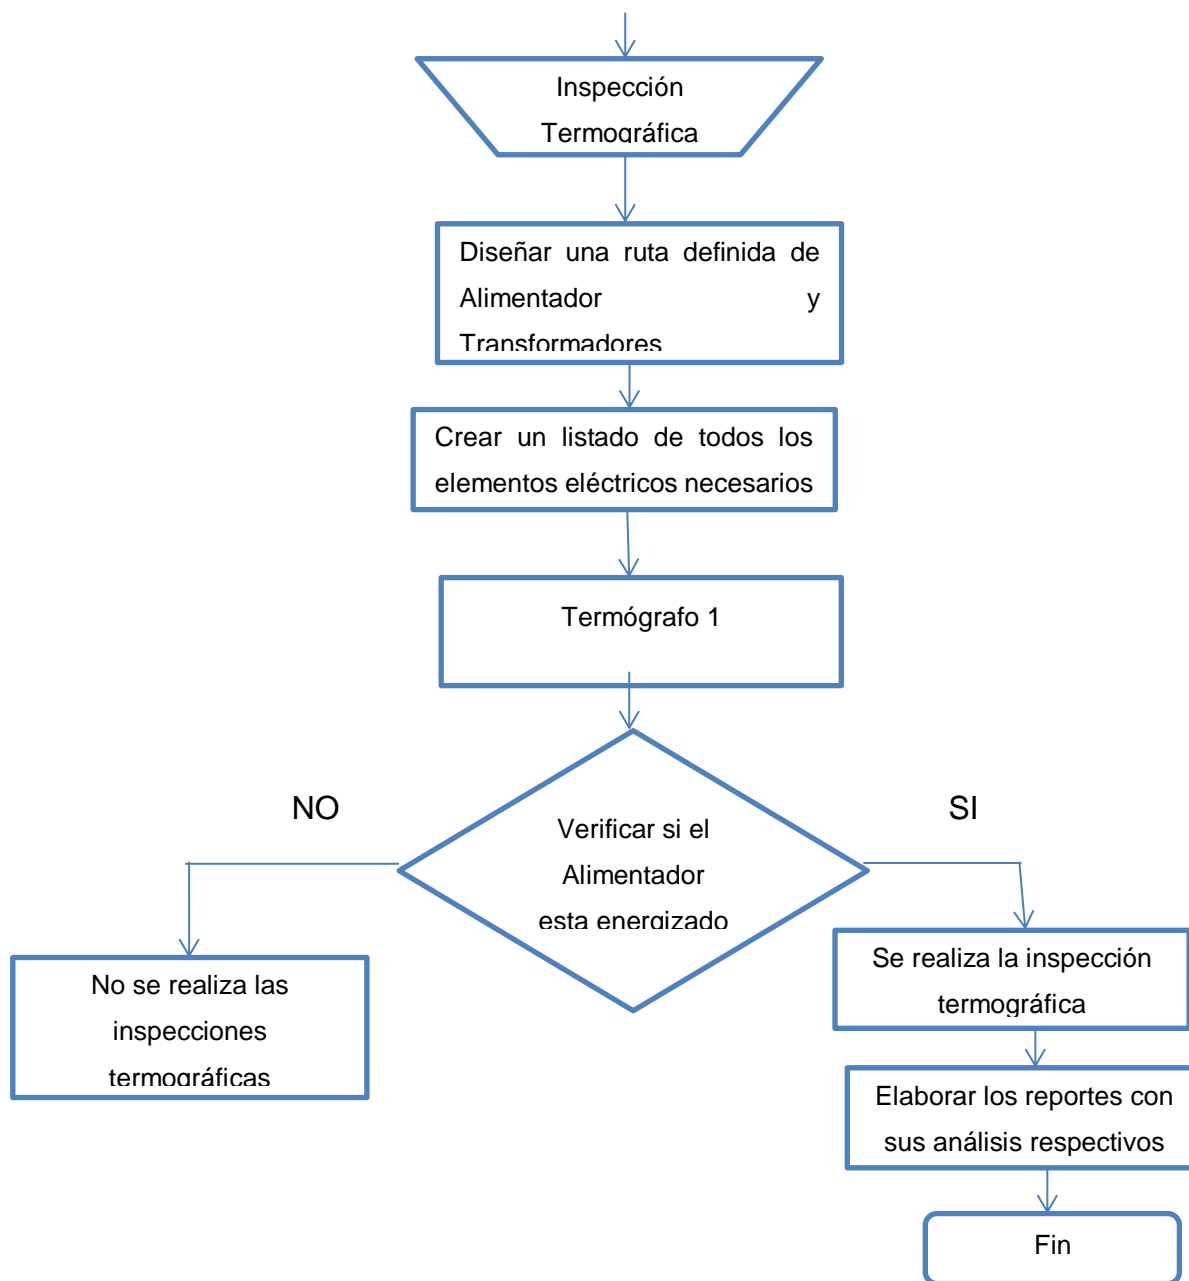 Inspección
Termográfica
Diseñar una ruta definida de
Alimentador y
Transformadores
Crear un listado de todos los
elementos eléctricos necesarios
Termógrafo 1
NO
SI
Verificar si el
Alimentador
esta energizado
No se realiza las
inspecciones
termográficas
Se realiza la inspección
termográfica
Elaborar los reportes con
sus análisis respectivos
Fin